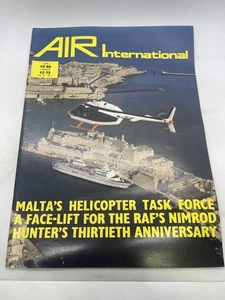 AIR International
MALTA'S HELICOPTER TASK FORCE
A FACE-LIFT FOR THE RAF'S NIMROD
HUNTER'S THIRTIETH ANNIVERSARY